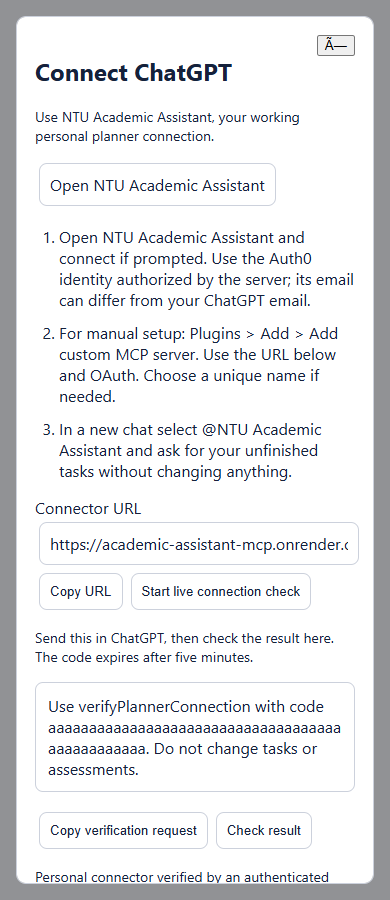 Ã—
Connect ChatGPT
Use NTU Academic Assistant, your working
personal planner connection.
Open NTU Academic Assistant
1. Open NTU Academic Assistant and
connect if prompted. Use the Auth0
identity authorized by the server; its email
can differ from your ChatGPT email.
2. For manual setup: Plugins > Add > Add
custom MCP server. Use the URL below
and OAuth. Choose a unique name if
needed.
3. In a new chat select @NTU Academic
Assistant and ask for your unfinished
tasks without changing anything.
Connector URL
https://academic-assistant-mcp.onrender.c
Copy URL
Start live connection check
Send this in ChatGPT, then check the result here.
The code expires after five minutes.
Use verifyPlannerConnection with code
aaaaaaaaaaaaaaaaaaaaaaaaaaaaaaaaaaaa
aaaaaaaaaaaa. Do not change tasks or
assessments.
Copy verification request
Check result
Personal connector verified by an authenticated